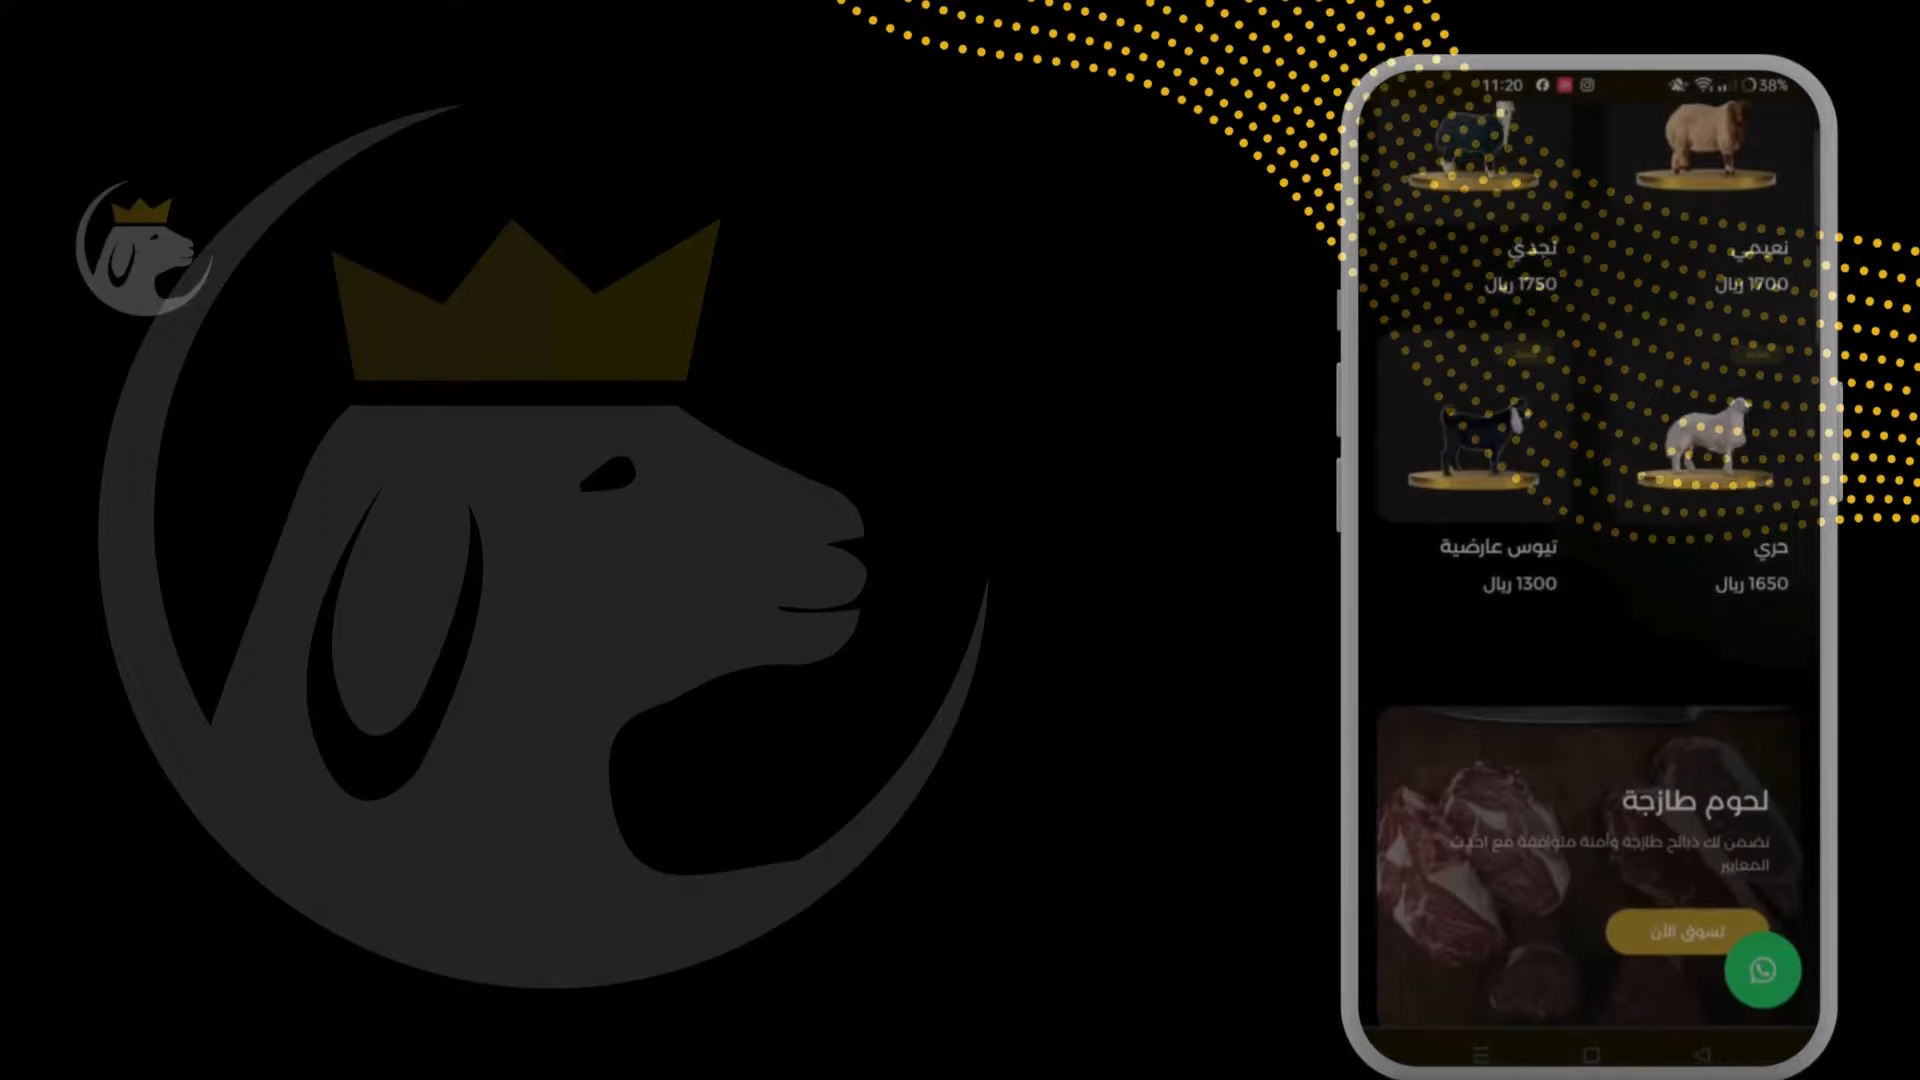 11:20 38%
نعيمي نجدي
1700 ريال 1750 ريال
حري تيوس عارضية
1650 ريال 1300 ريال
لحوم طازجة
نضمن لك ذبائح طازجة وأمنة متوافقة مع احدث
المعايير
تسوق الآن